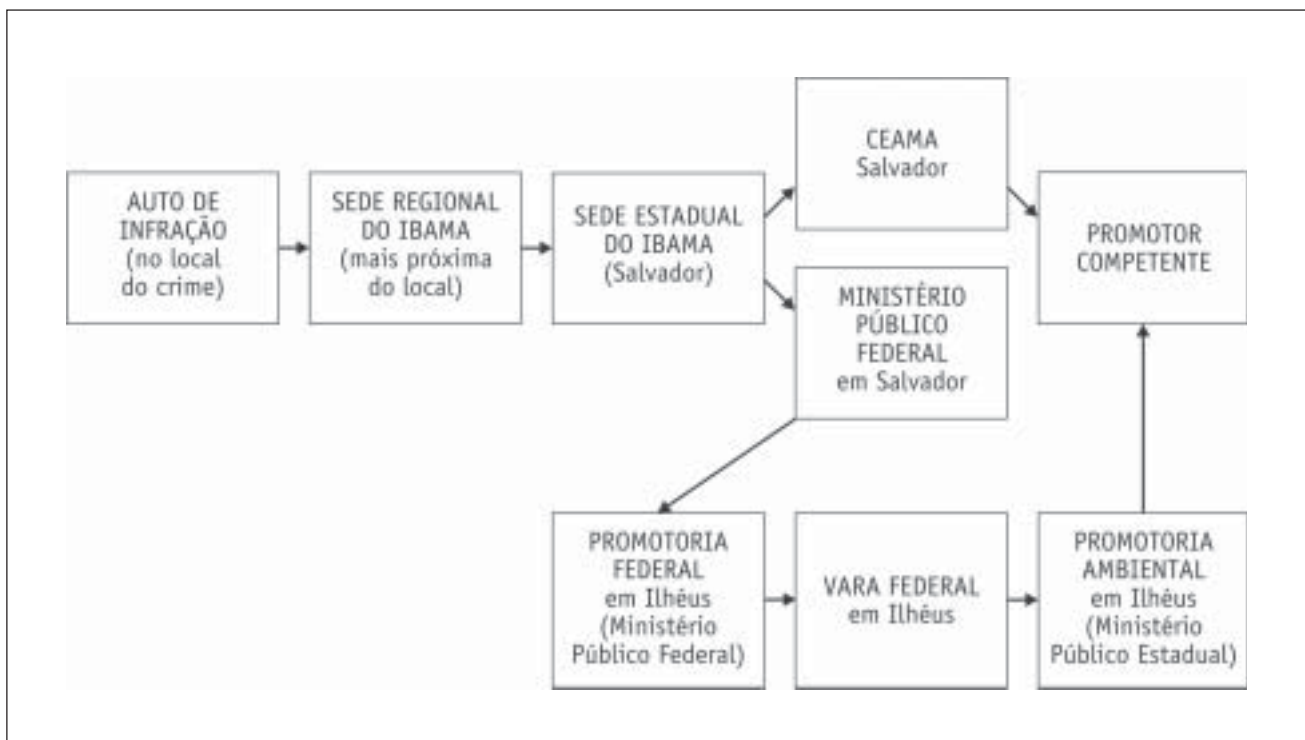 AUTO DE
INFRAÇÃO
(no local
do crime)
SEDE REGIONAL
DO IBAMA
(mais próxima
do local)
SEDE ESTADUAL
DO IBAMA
(Salvador)
CEAMA
Salvador
MINISTÉRIO
PÚBLICO
FEDERAL
em Salvador
PROMOTOR
COMPETENTE
PROMOTORIA
FEDERAL
em Ilhéus
(Ministério
Público Federal)
VARA FEDERAL
em Ilhéus
PROMOTORIA
AMBIENTAL
em Ilhéus
(Ministério
Público Estadual)